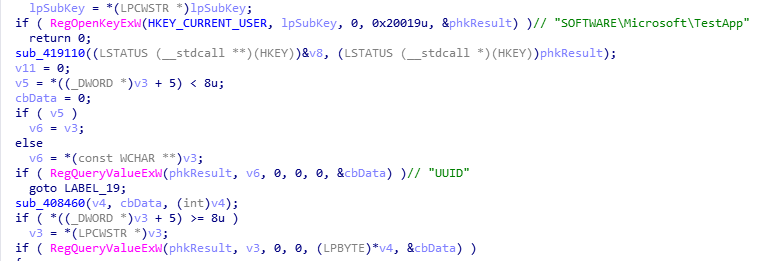 lpSubKey = *(LPCWSTR *)lpSubKey;
if ( RegOpenKeyExW(HKEY_CURRENT_USER, lpSubKey, 0, 0x20019u, &phkResult) )// "SOFTWARE\Microsoft\TestApp"
return 0;
sub_419110((LSTATUS (__stdcall **)(HKEY))&v8, (LSTATUS (__stdcall *)(HKEY))phkResult);
v11 = 0;
v5 = *((_DWORD *)v3 + 5) < 8u;
cbData = 0;
if ( v5 )
v6 = v3;
else
v6 = *(const WCHAR **)v3;
if ( RegQueryValueExW(phkResult, v6, 0, 0, 0, &cbData) )// "UUID"
goto LABEL_19;
sub_408460(v4, cbData, (int)v4);
if ( *((_DWORD *)v3 + 5) >= 8u )
v3 = *(LPCWSTR *)v3;
if ( RegQueryValueExW(phkResult, v3, 0, 0, (LPBYTE)*v4, &cbData) )